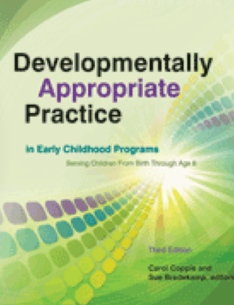 Developmentally
Appropriate
Practice
in Early Childhood Programs
Serving Children From Birth Through Age 8
Third Edition
Carol Copple and
Sue Bredekamp, editors